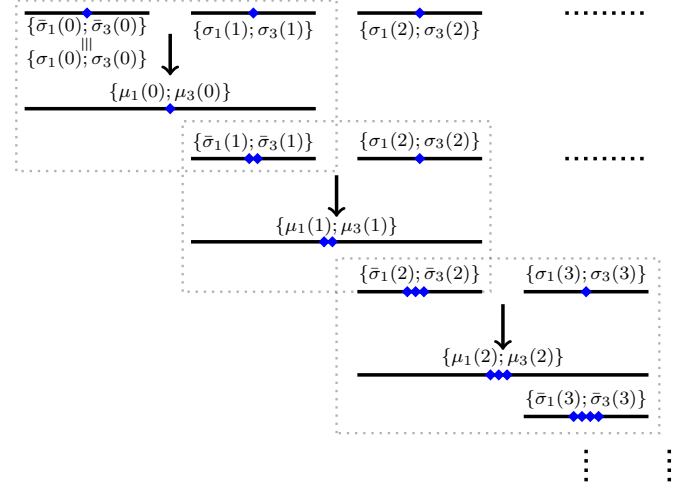 {σ̄₁(0); σ̄₃(0)}
≡
{σ₁(0); σ₃(0)}
{σ₁(1); σ₃(1)}
{σ₁(2); σ₃(2)}
{μ₁(0); μ₃(0)}
{σ̄₁(1); σ̄₃(1)}
{σ₁(2); σ₃(2)}
{μ₁(1); μ₃(1)}
{σ̄₁(2); σ̄₃(2)}
{σ₁(3); σ₃(3)}
{μ₁(2); μ₃(2)}
{σ̄₁(3); σ̄₃(3)}